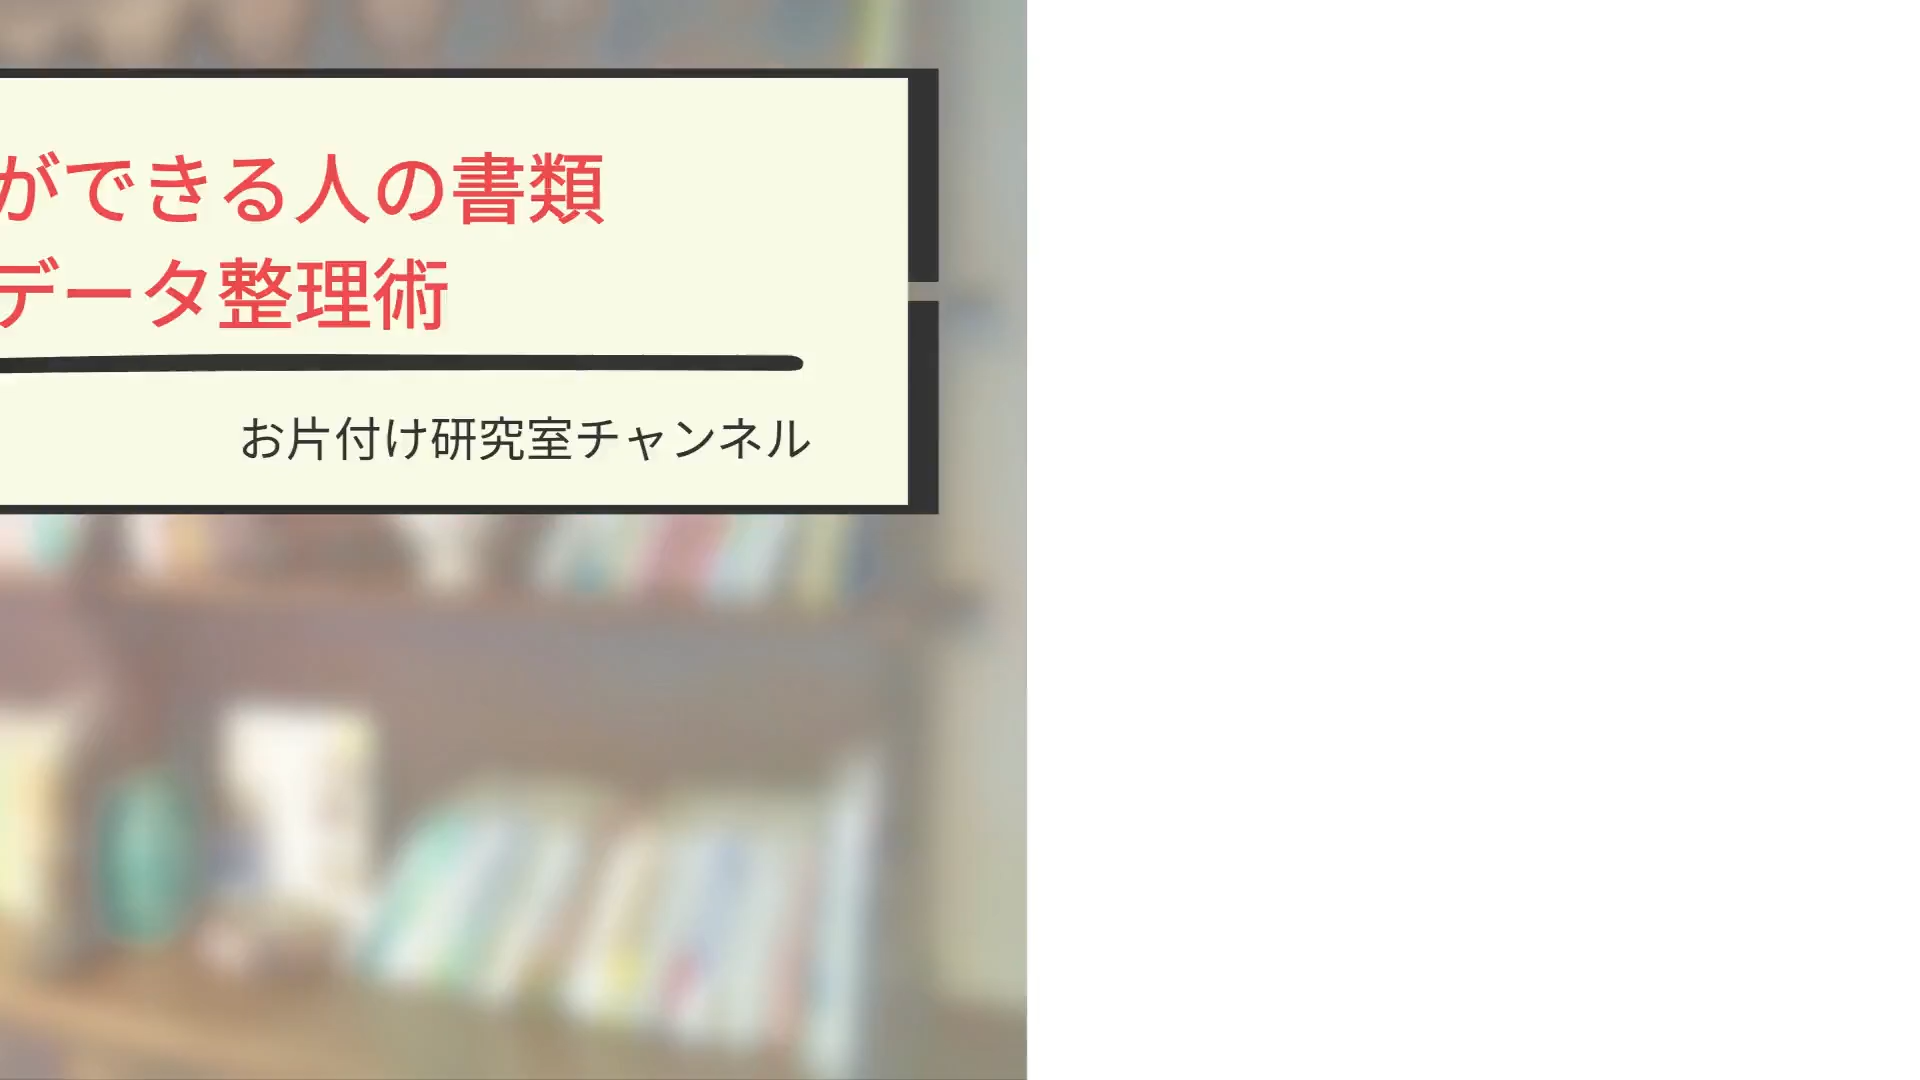 ができる人の書類
データ整理術
お片付け研究室チャンネル